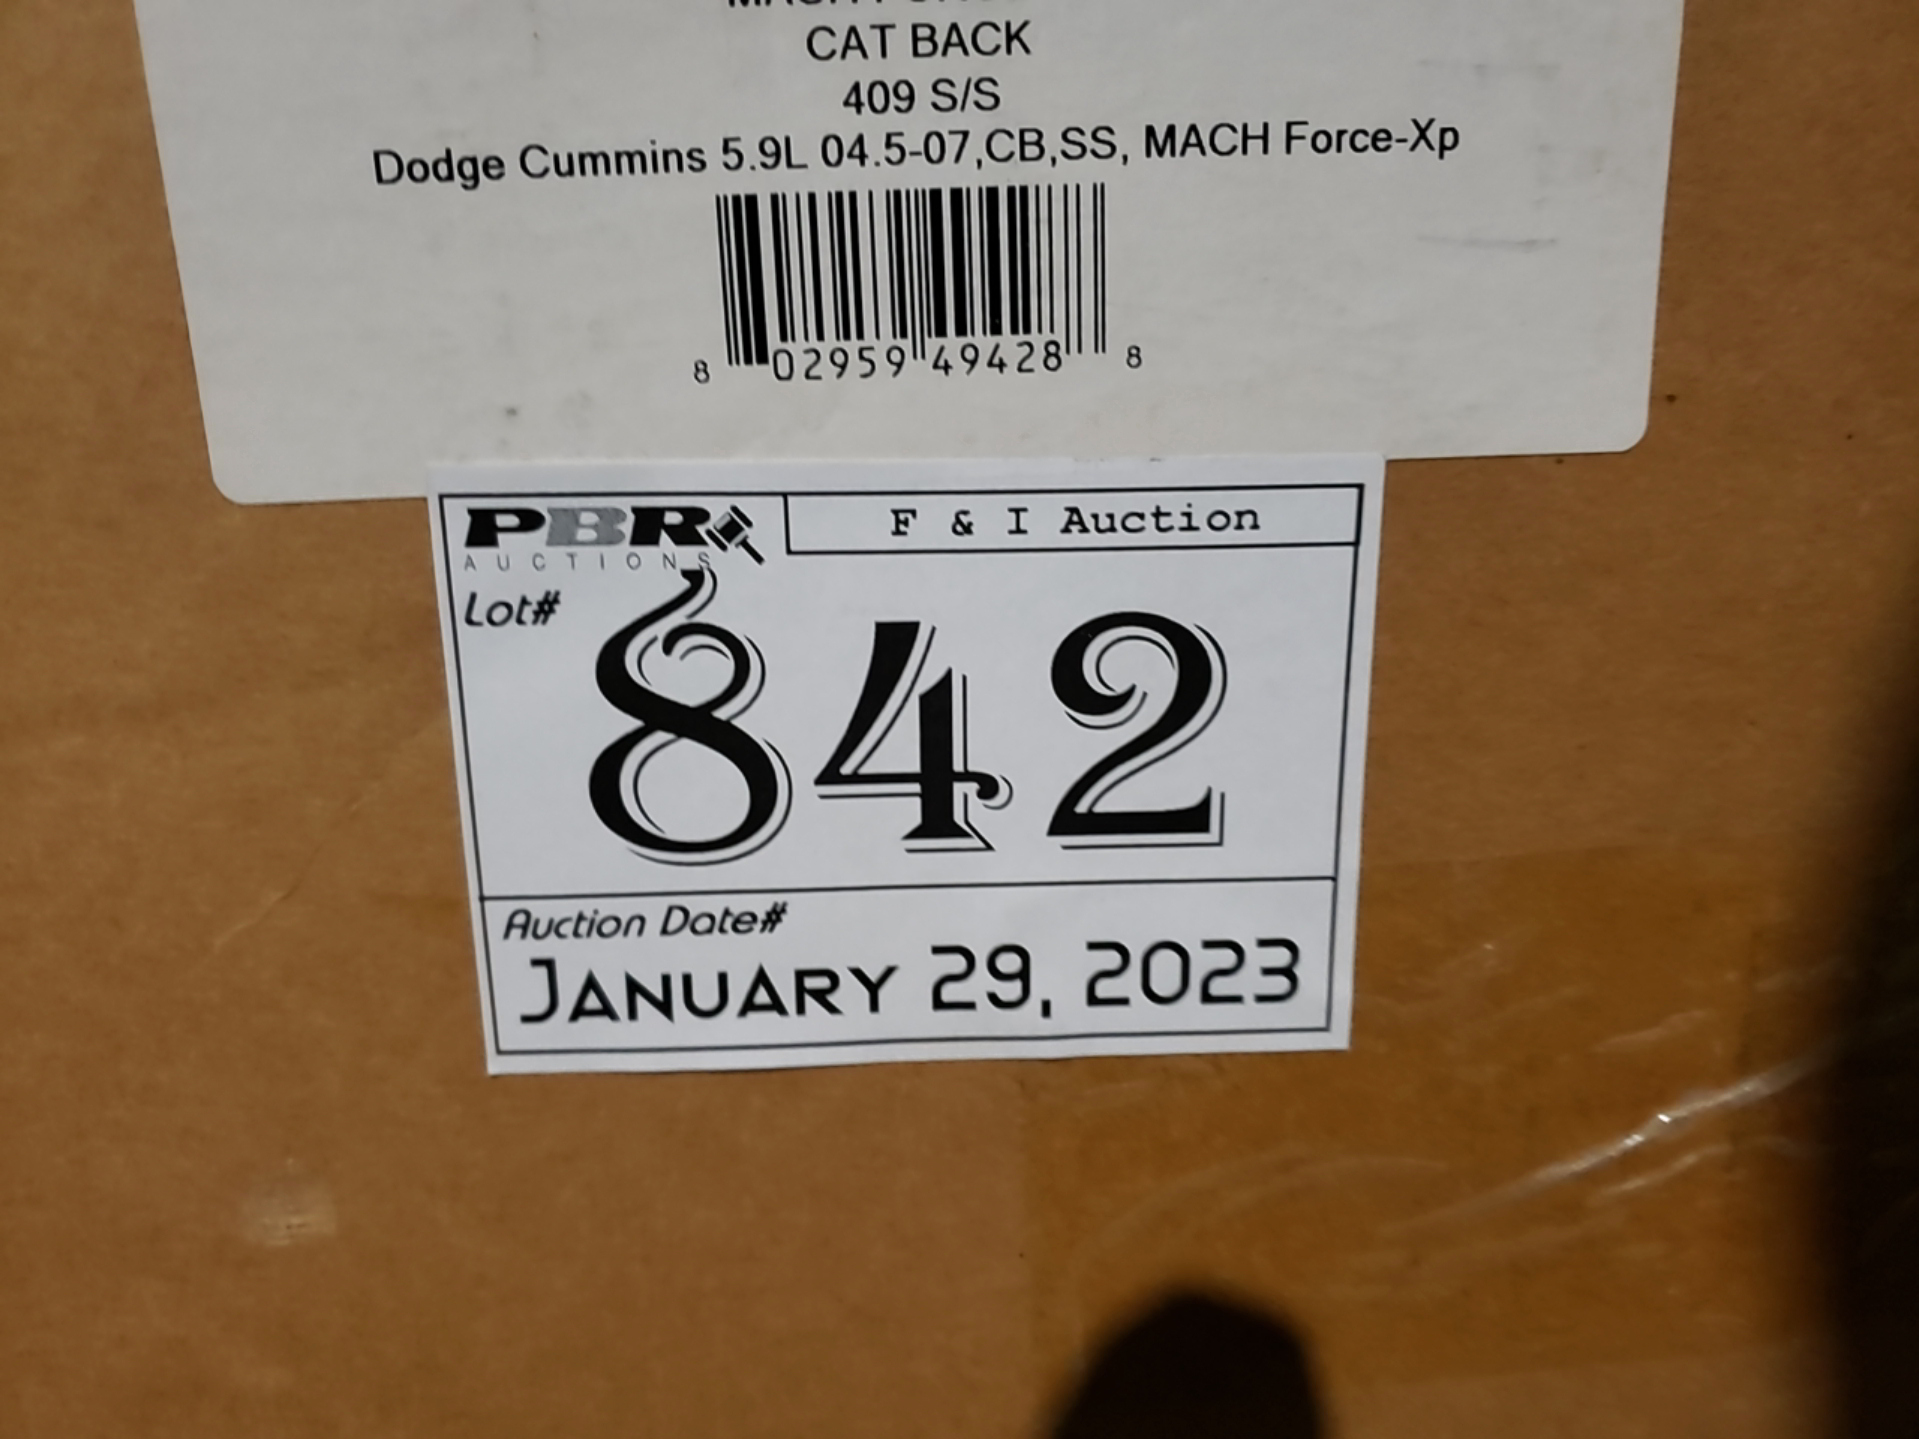 CAT BACK
409 S/S
Dodge Cummins 5.9L 04.5-07,CB,SS, MACH Force-Xp
8 02959 49428 8
PBR
AUCTIONS
F & I Auction
Lot#
842
Auction Date#
JANUARY 29, 2023